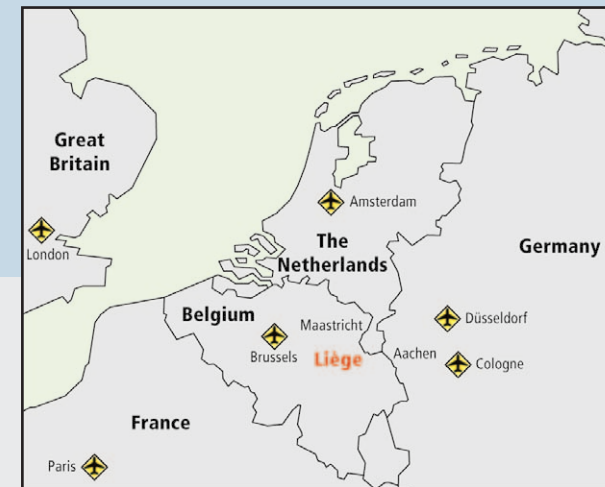 Great
Britain
London
Amsterdam
The
Netherlands
Germany
Belgium
Maastricht
Düsseldorf
Brussels
Liège
Aachen
Cologne
France
Paris